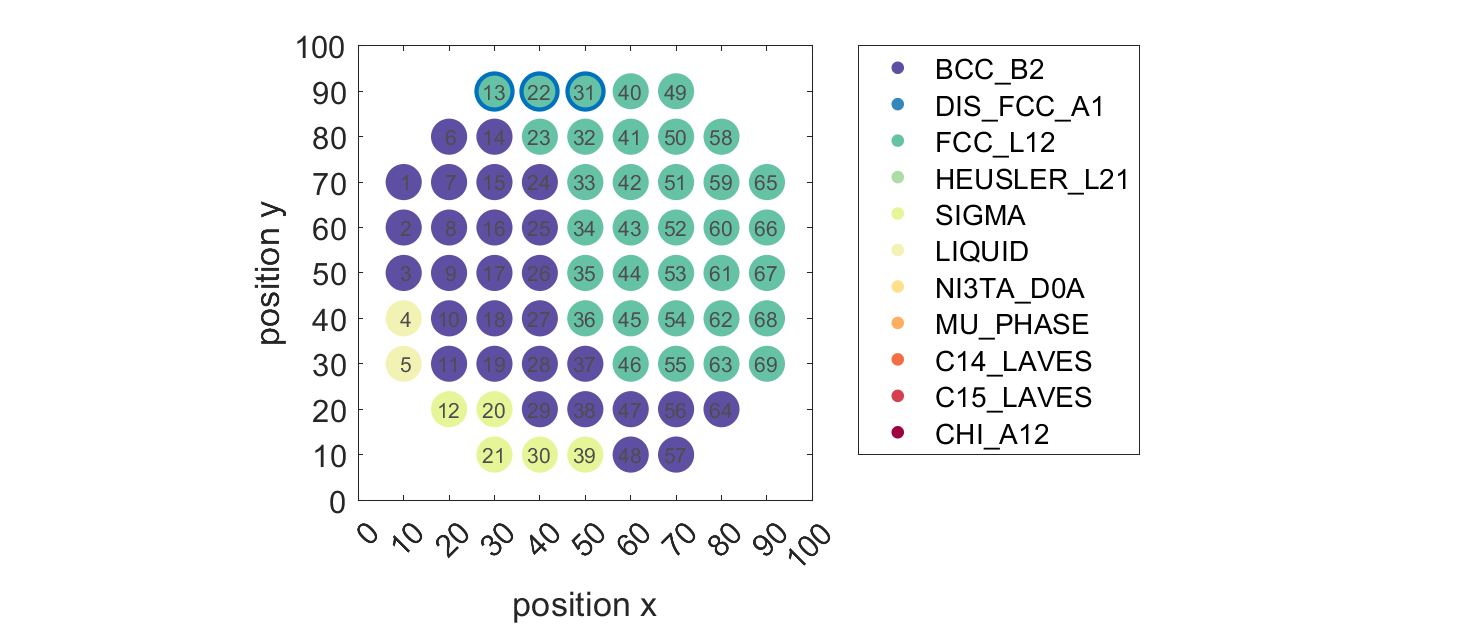 100
90 13 22 31 40 49
80 6 14 23 32 41 50 58
70 1 7 15 24 33 42 51 59 65
60 2 8 16 25 34 43 52 60 66
50 3 9 17 26 35 44 53 61 67
40 4 10 18 27 36 45 54 62 68
30 5 11 19 28 37 46 55 63 69
20 12 20 29 38 47 56 64
10 21 30 39 48 57
0
position y
0 10 20 30 40 50 60 70 80 90 100
position x
BCC_B2
DIS_FCC_A1
FCC_L12
HEUSLER_L21
SIGMA
LIQUID
NI3TA_D0A
MU_PHASE
C14_LAVES
C15_LAVES
CHI_A12